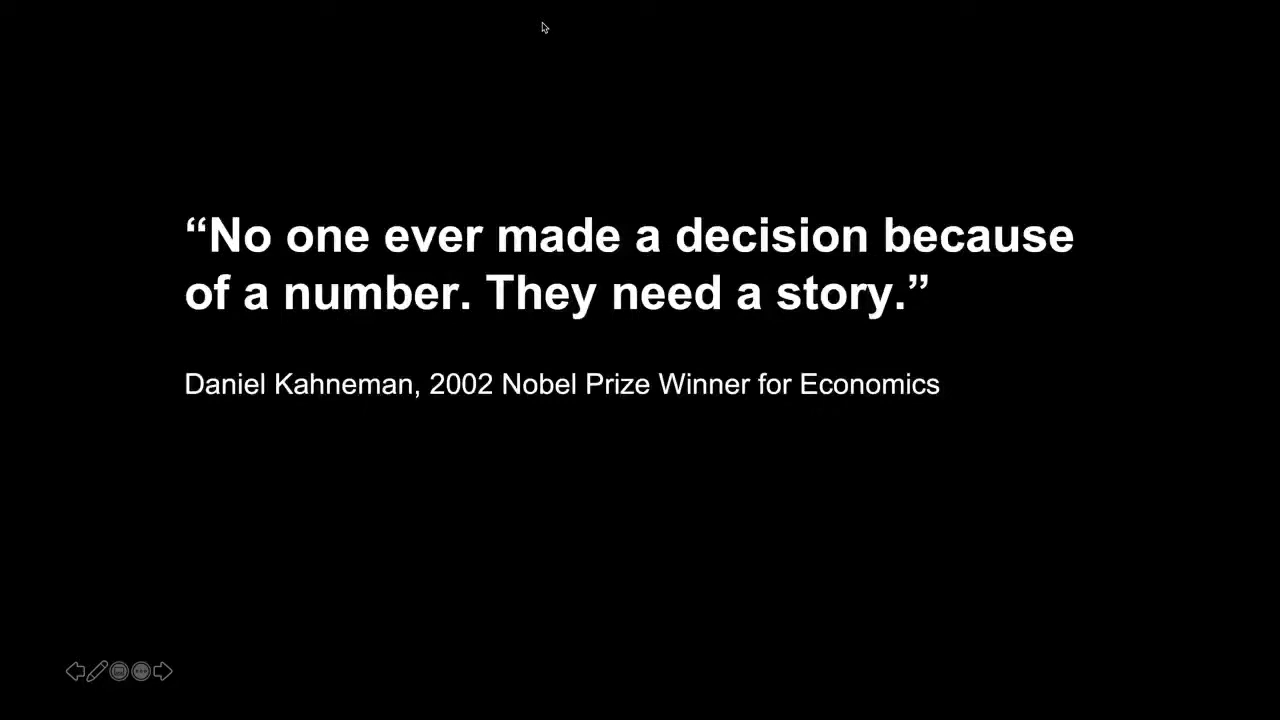 “No one ever made a decision because
of a number. They need a story.”
Daniel Kahneman, 2002 Nobel Prize Winner for Economics